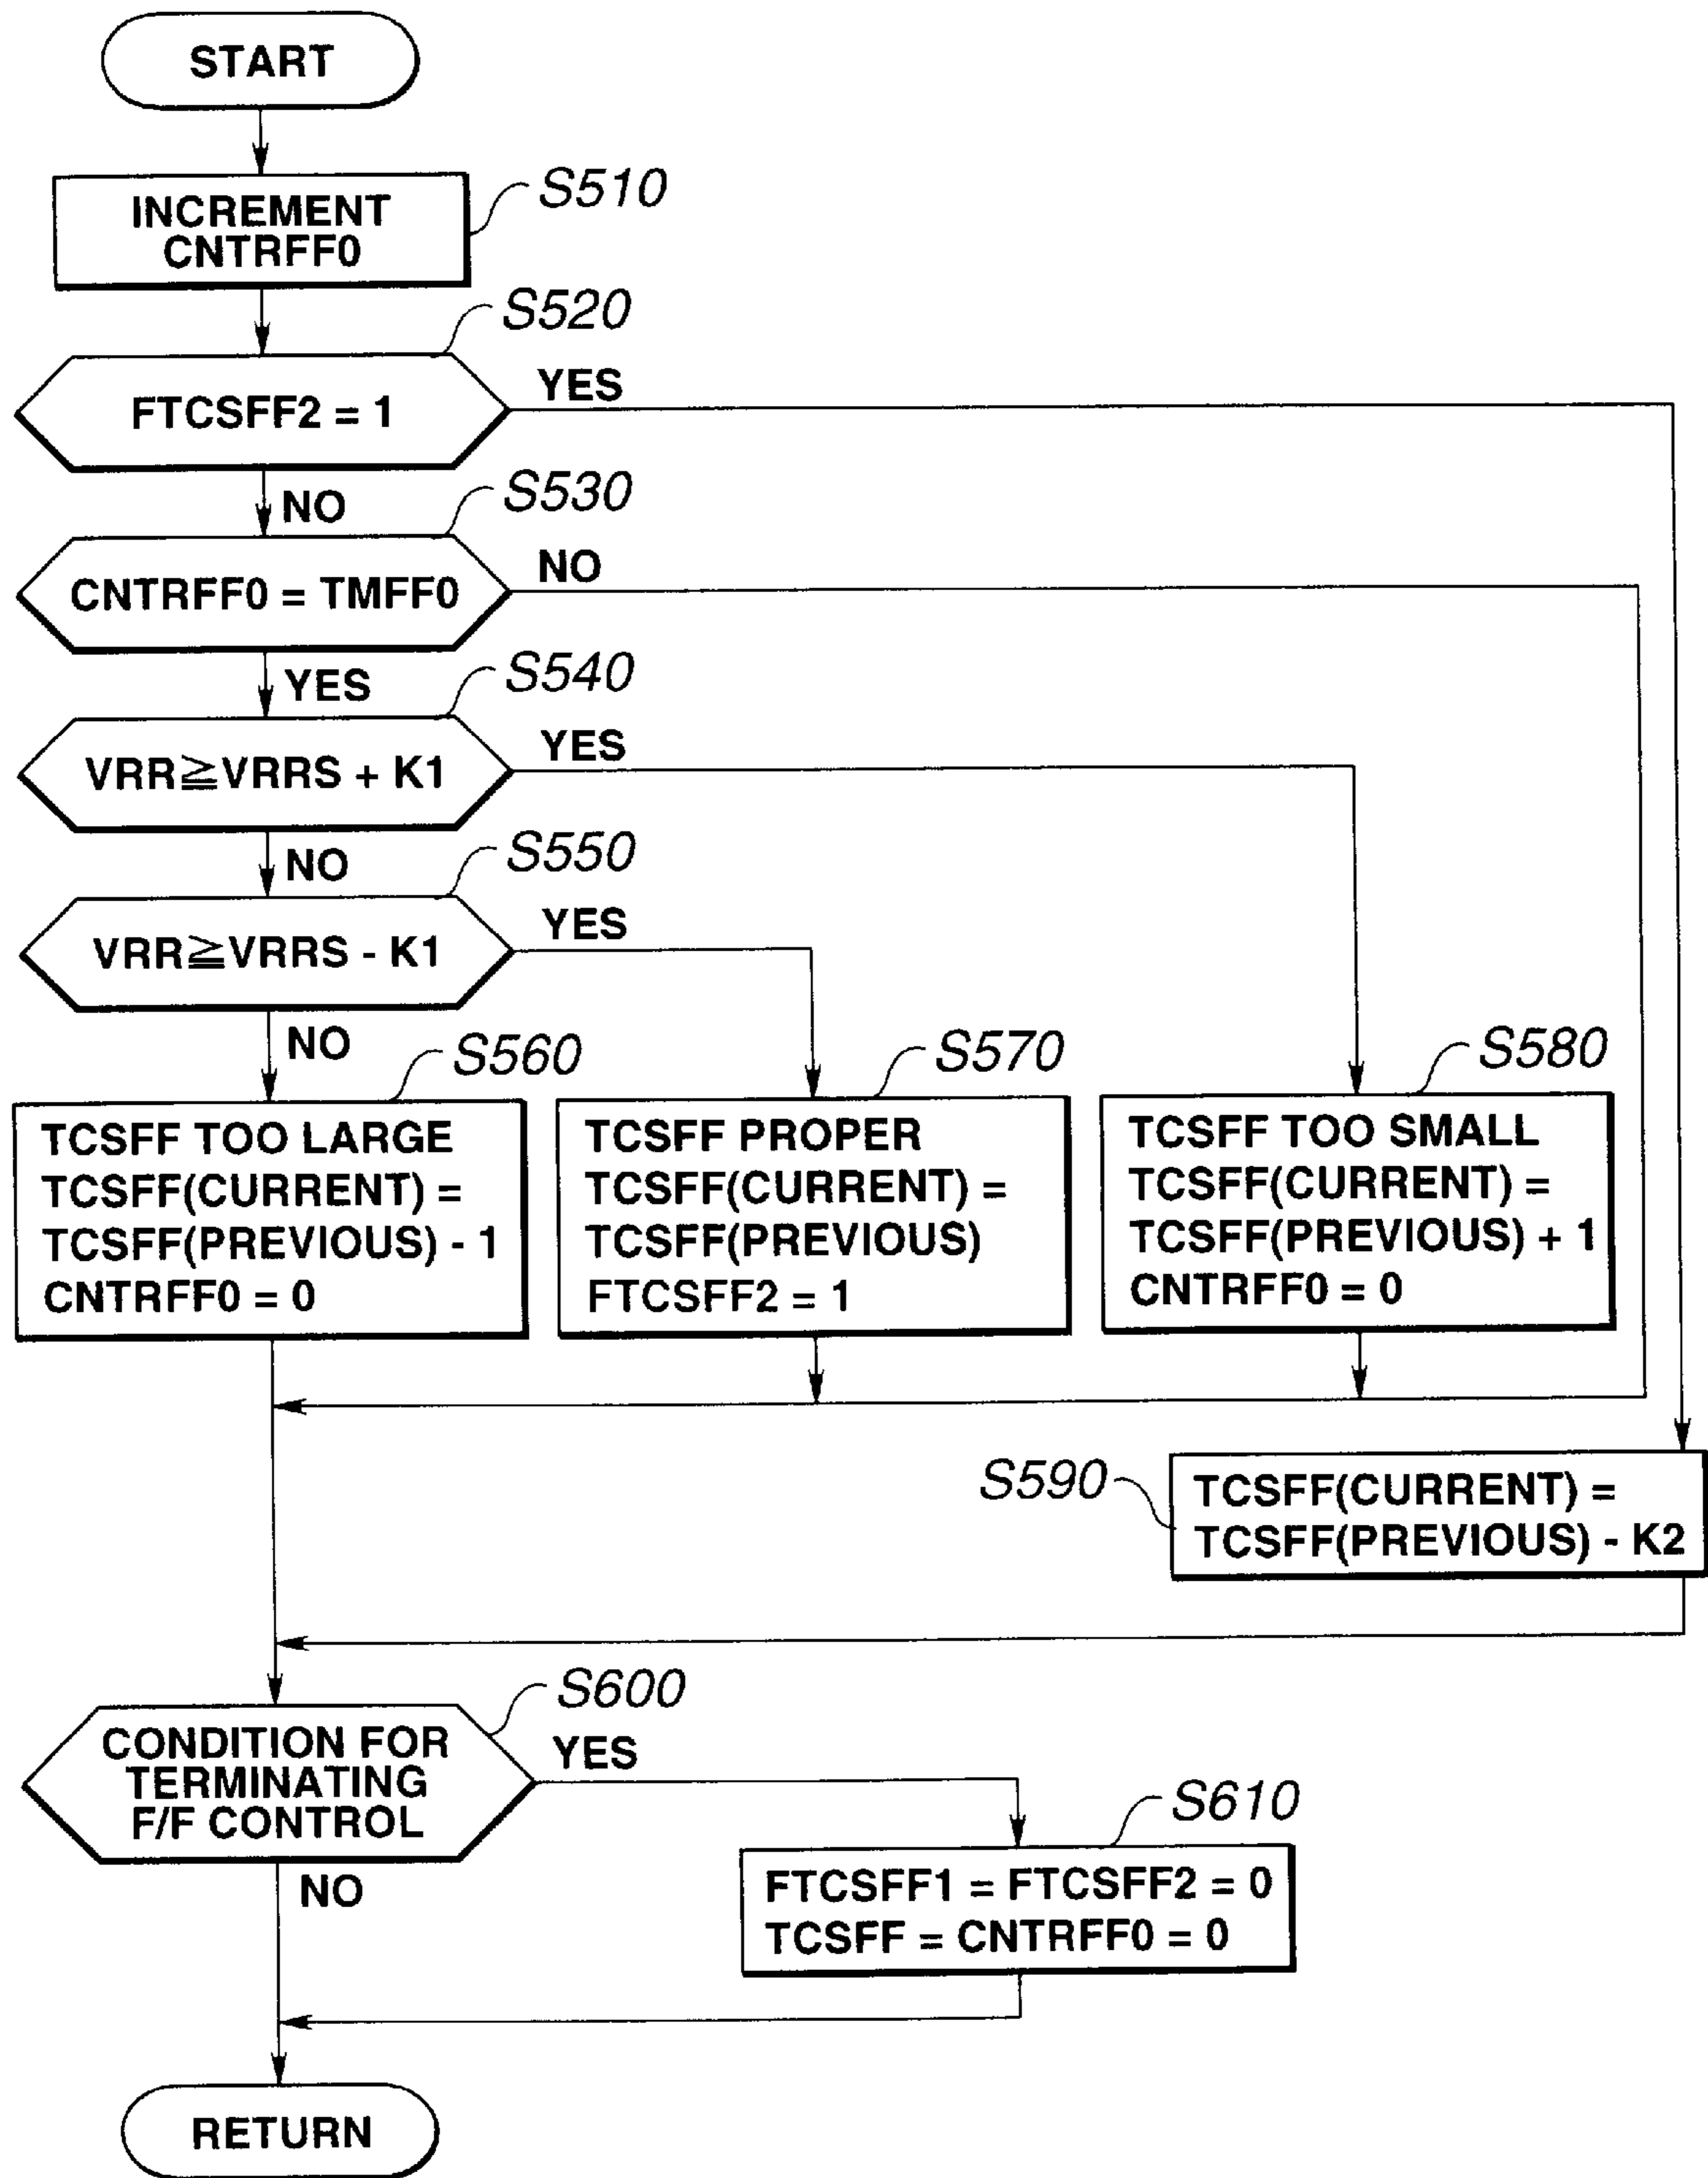 START
S510
INCREMENT
CNTRFF0
S520
FTCSFF2 = 1
YES
NO
S530
CNTRFF0 = TMFF0
NO
YES
S540
VRR≧VRRS + K1
YES
NO
S550
VRR≧VRRS - K1
YES
NO
S560
TCSFF TOO LARGE
TCSFF(CURRENT) =
TCSFF(PREVIOUS) - 1
CNTRFF0 = 0
S570
TCSFF PROPER
TCSFF(CURRENT) =
TCSFF(PREVIOUS)
FTCSFF2 = 1
S580
TCSFF TOO SMALL
TCSFF(CURRENT) =
TCSFF(PREVIOUS) + 1
CNTRFF0 = 0
S590
TCSFF(CURRENT) =
TCSFF(PREVIOUS) - K2
S600
CONDITION FOR
TERMINATING
F/F CONTROL
YES
NO
S610
FTCSFF1 = FTCSFF2 = 0
TCSFF = CNTRFF0 = 0
RETURN